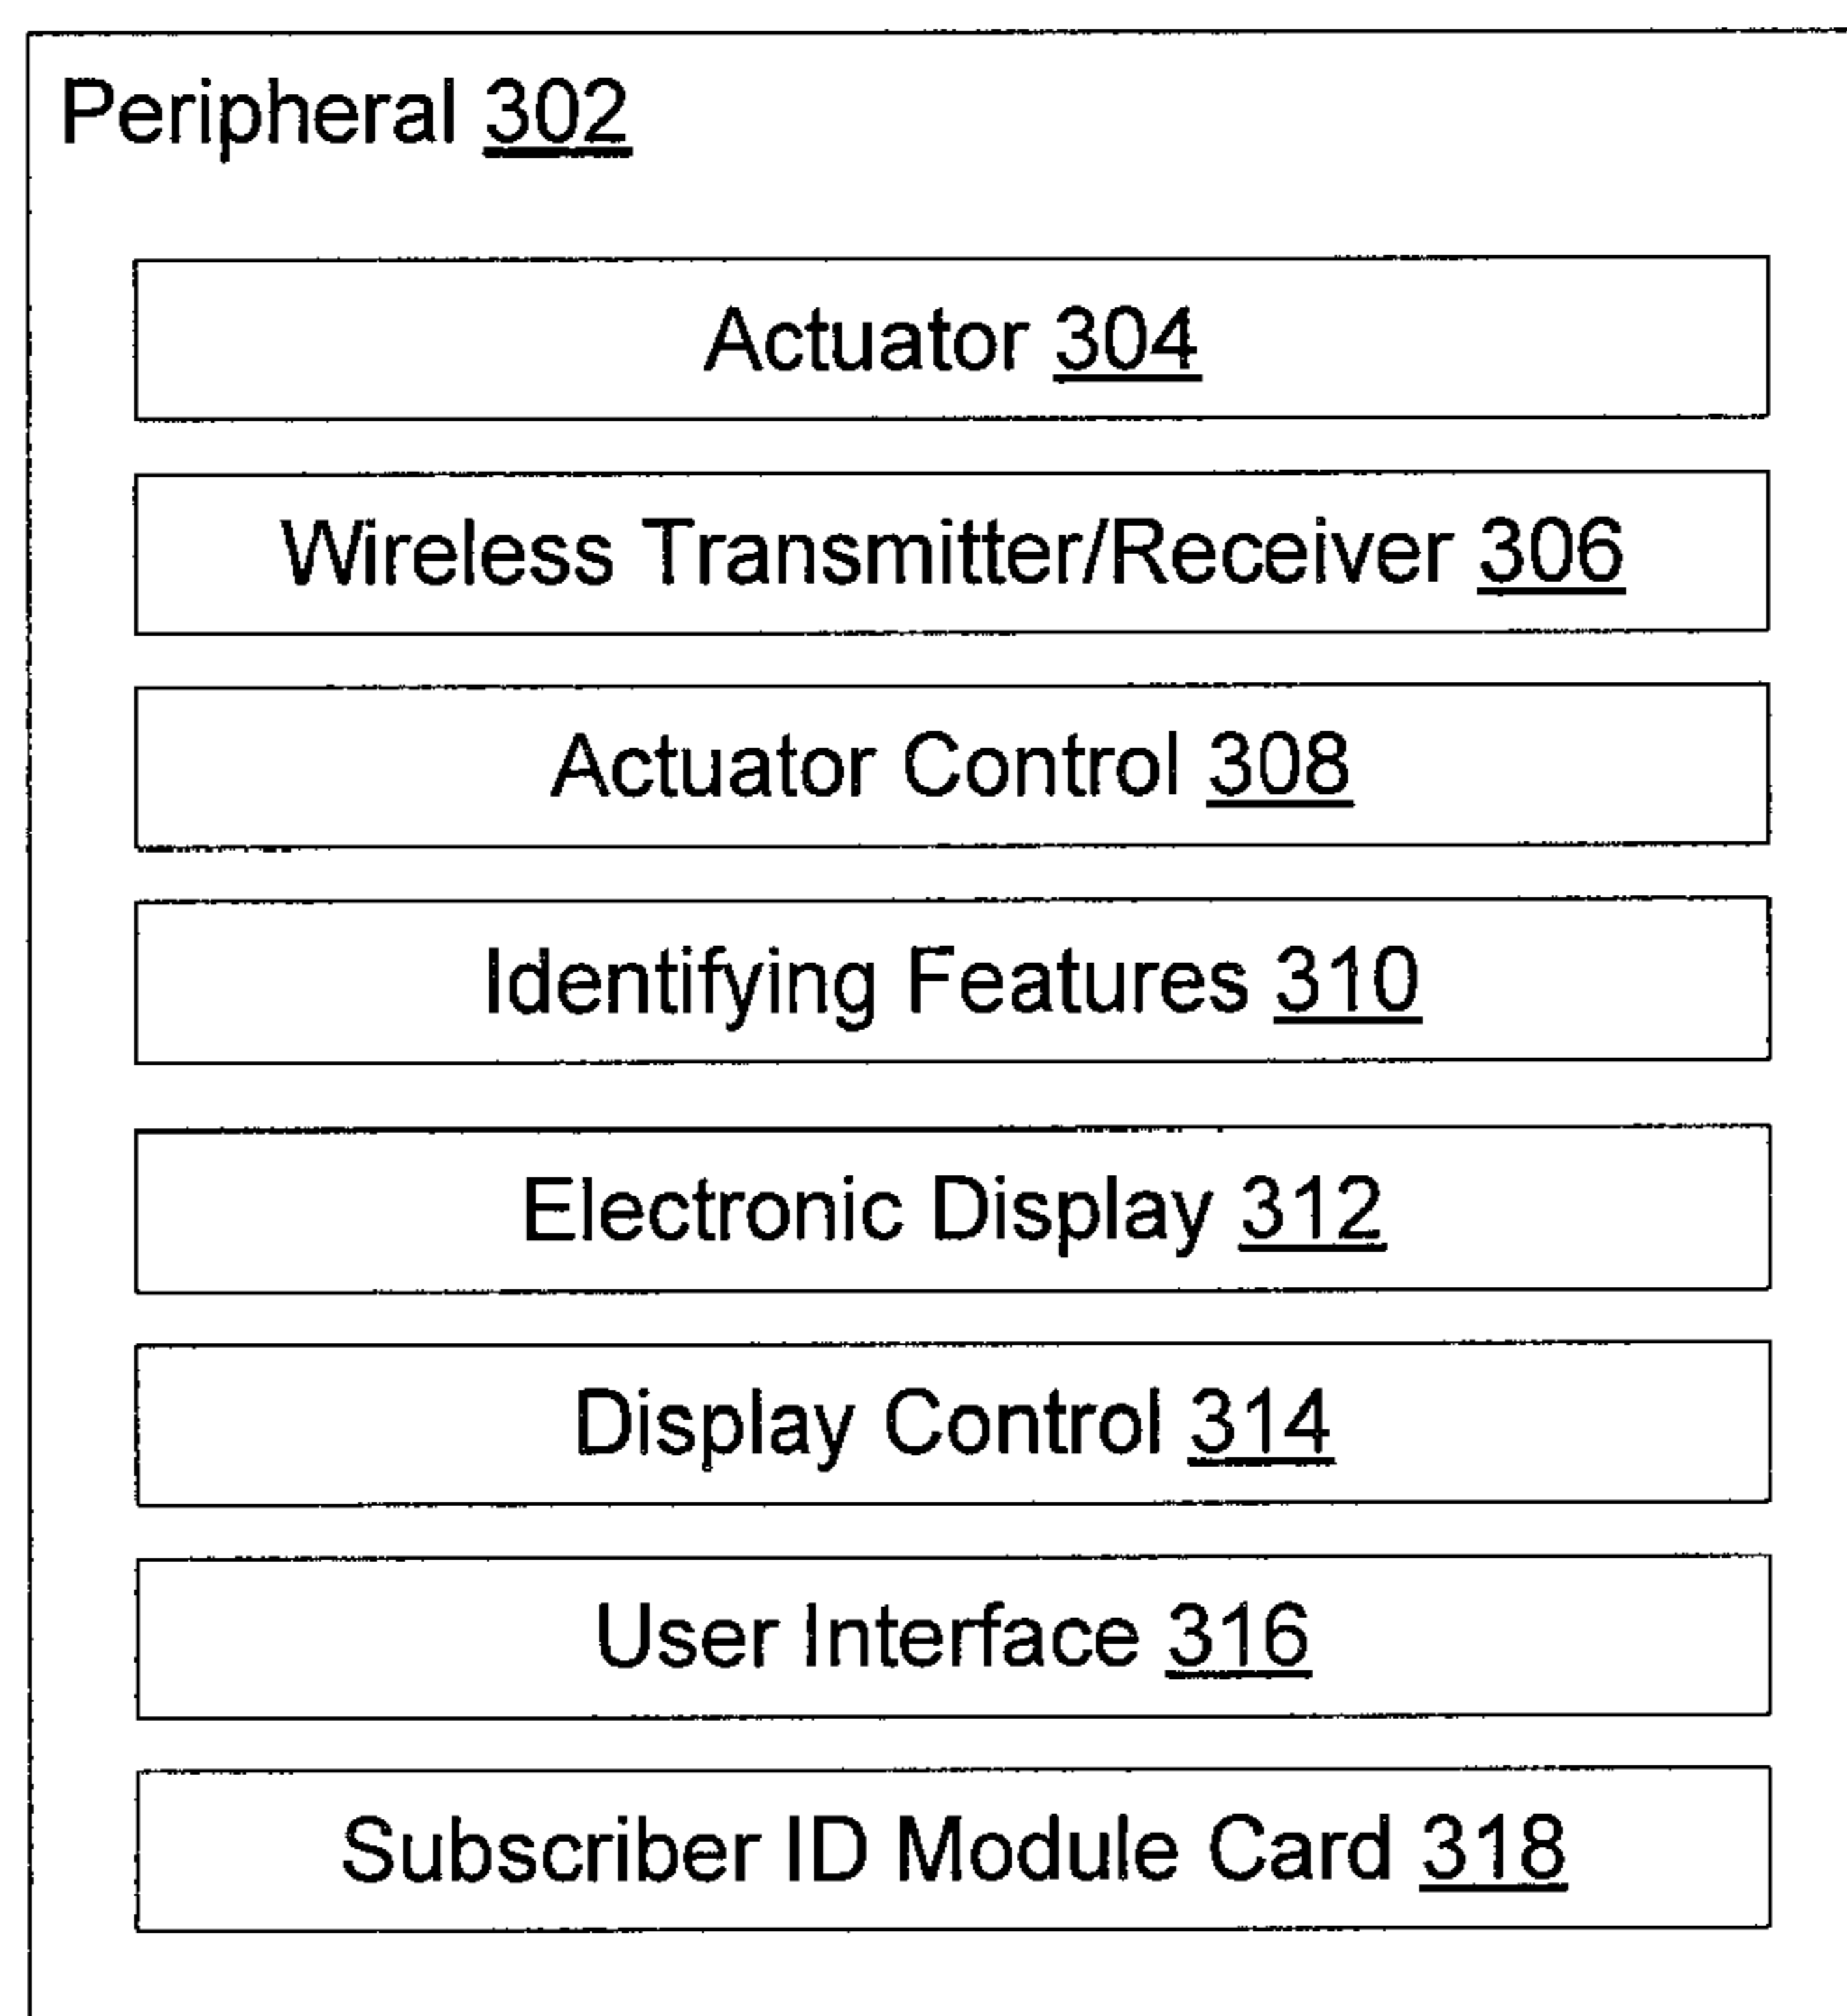 Peripheral 302
Actuator 304
Wireless Transmitter/Receiver 306
Actuator Control 308
Identifying Features 310
Electronic Display 312
Display Control 314
User Interface 316
Subscriber ID Module Card 318